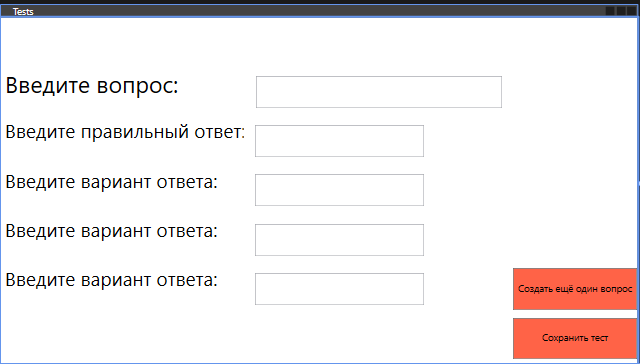 Tests
Введите вопрос:
Введите правильный ответ:
Введите вариант ответа:
Введите вариант ответа:
Введите вариант ответа:
Создать ещё один вопрос
Сохранить тест